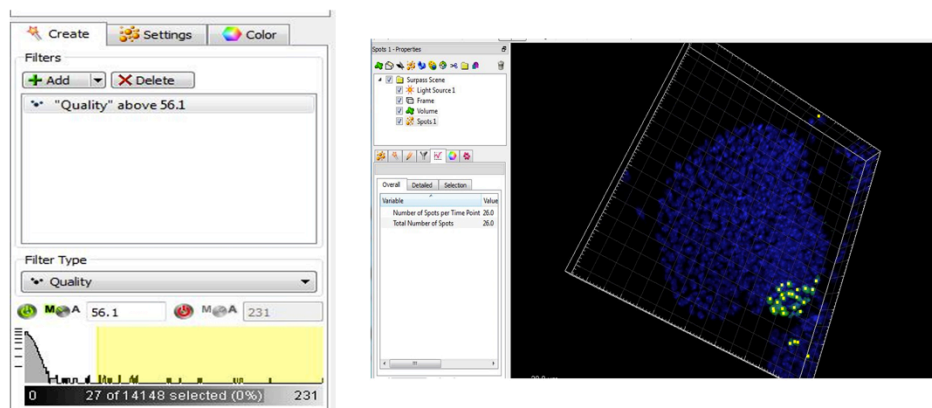 Create
Settings
Color
Filters
Add
Delete
"Quality" above 56.1
Filter Type
Quality
M A 56.1 M A 231
0 27 of 14148 selected (0%) 231
Spots 1 - Properties
Surpass Scene
Light Source 1
Frame
Volume
Spots 1
Overall Detailed Selection
Variable Value
Number of Spots per Time Point 26.0
Total Number of Spots 26.0